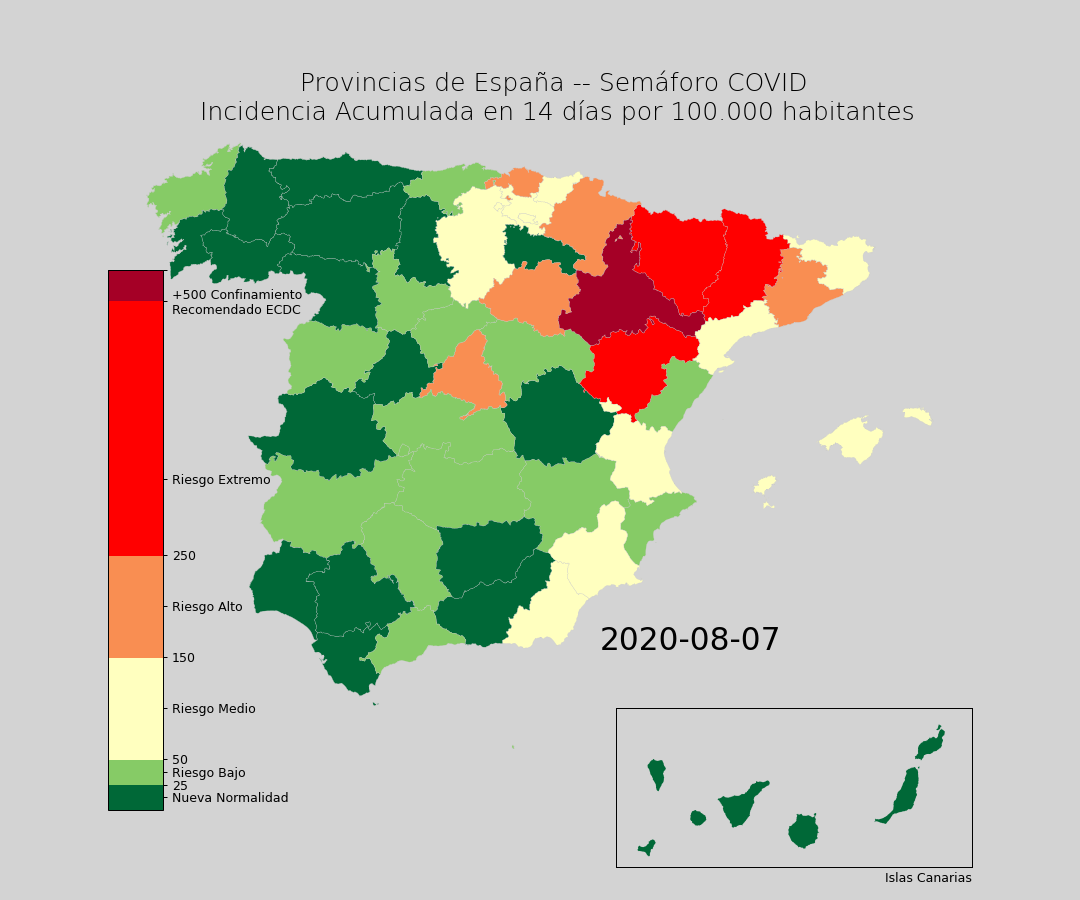 Provincias de España -- Semáforo COVID
Incidencia Acumulada en 14 días por 100.000 habitantes
+500 Confinamiento
Recomendado ECDC
Riesgo Extremo
250
Riesgo Alto
150
Riesgo Medio
50
Riesgo Bajo
25
Nueva Normalidad
2020-08-07
Islas Canarias